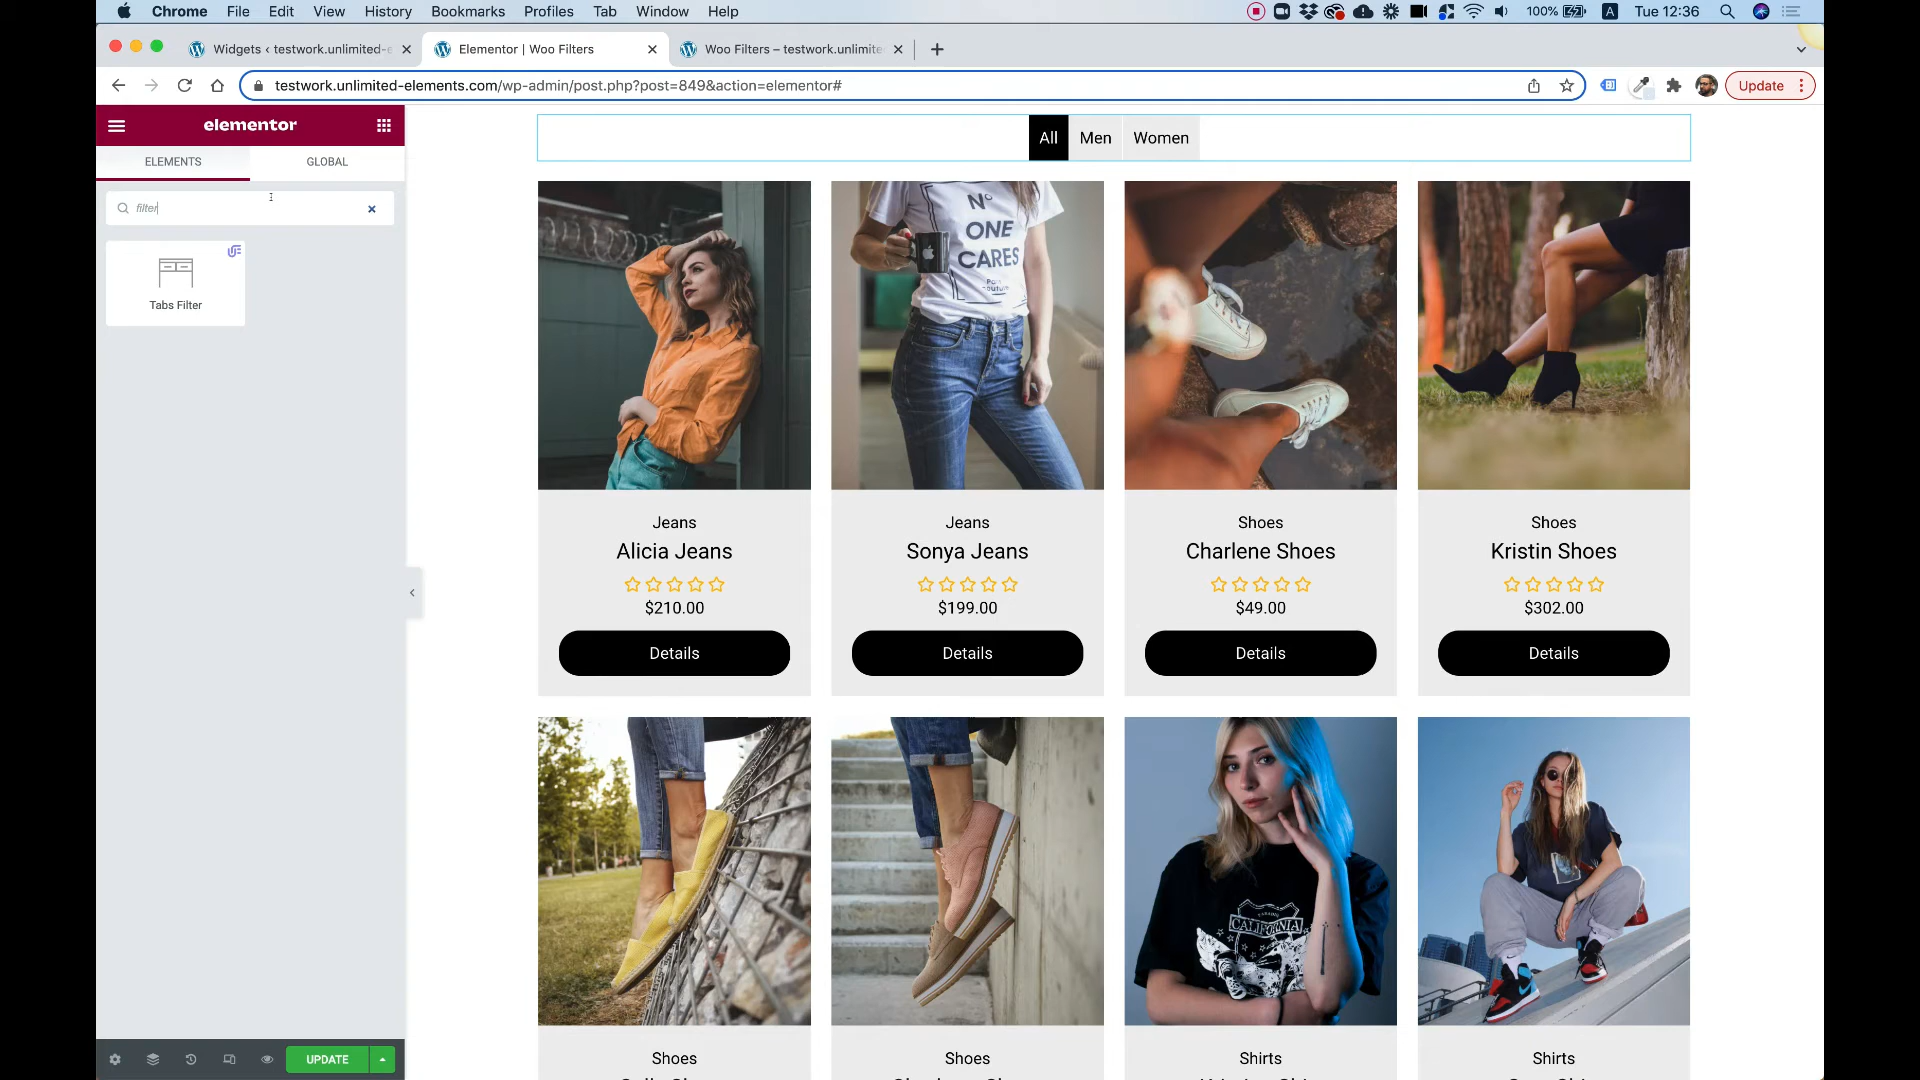 Chrome File Edit View History Bookmarks Profiles Tab Window Help 100% A Tue 12:36
Widgets ‹ testwork.unlimited-e Elementor | Woo Filters Woo Filters – testwork.unlimite
testwork.unlimited-elements.com/wp-admin/post.php?post=849&action=elementor# Update
elementor
ELEMENTS GLOBAL
filter
Tabs Filter
UPDATE
All Men Women
N° ONE CARES
Jeans Jeans Shoes Shoes
Alicia Jeans Sonya Jeans Charlene Shoes Kristin Shoes
$210.00 $199.00 $49.00 $302.00
Details Details Details Details
CALIFORNIA
Shoes Shoes Shirts Shirts